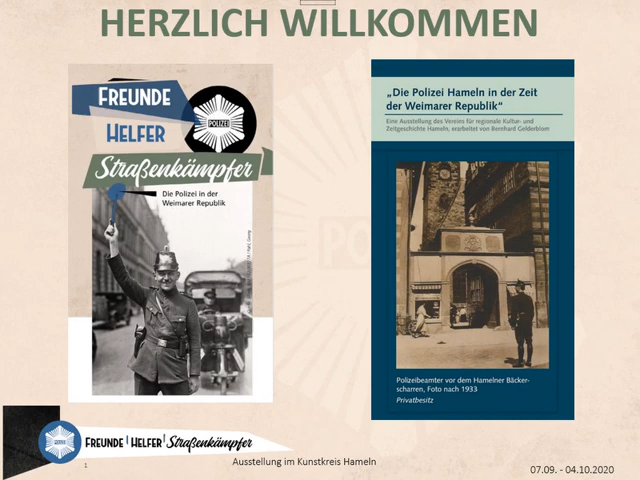 HERZLICH WILLKOMMEN
FREUNDE
HELFER
Straßenkämpfer
POLIZEI
Die Polizei in der
Weimarer Republik
„Die Polizei Hameln in der Zeit
der Weimarer Republik“
Eine Ausstellung des Vereins für regionale Kultur- und
Zeitgeschichte Hameln, erarbeitet von Bernhard Gelderblom
Polizeibeamter vor dem Hamelner Bäcker-
scharren, Foto nach 1933
Privatbesitz
FREUNDE | HELFER | Straßenkämpfer
1
Ausstellung im Kunstkreis Hameln
07.09. - 04.10.2020